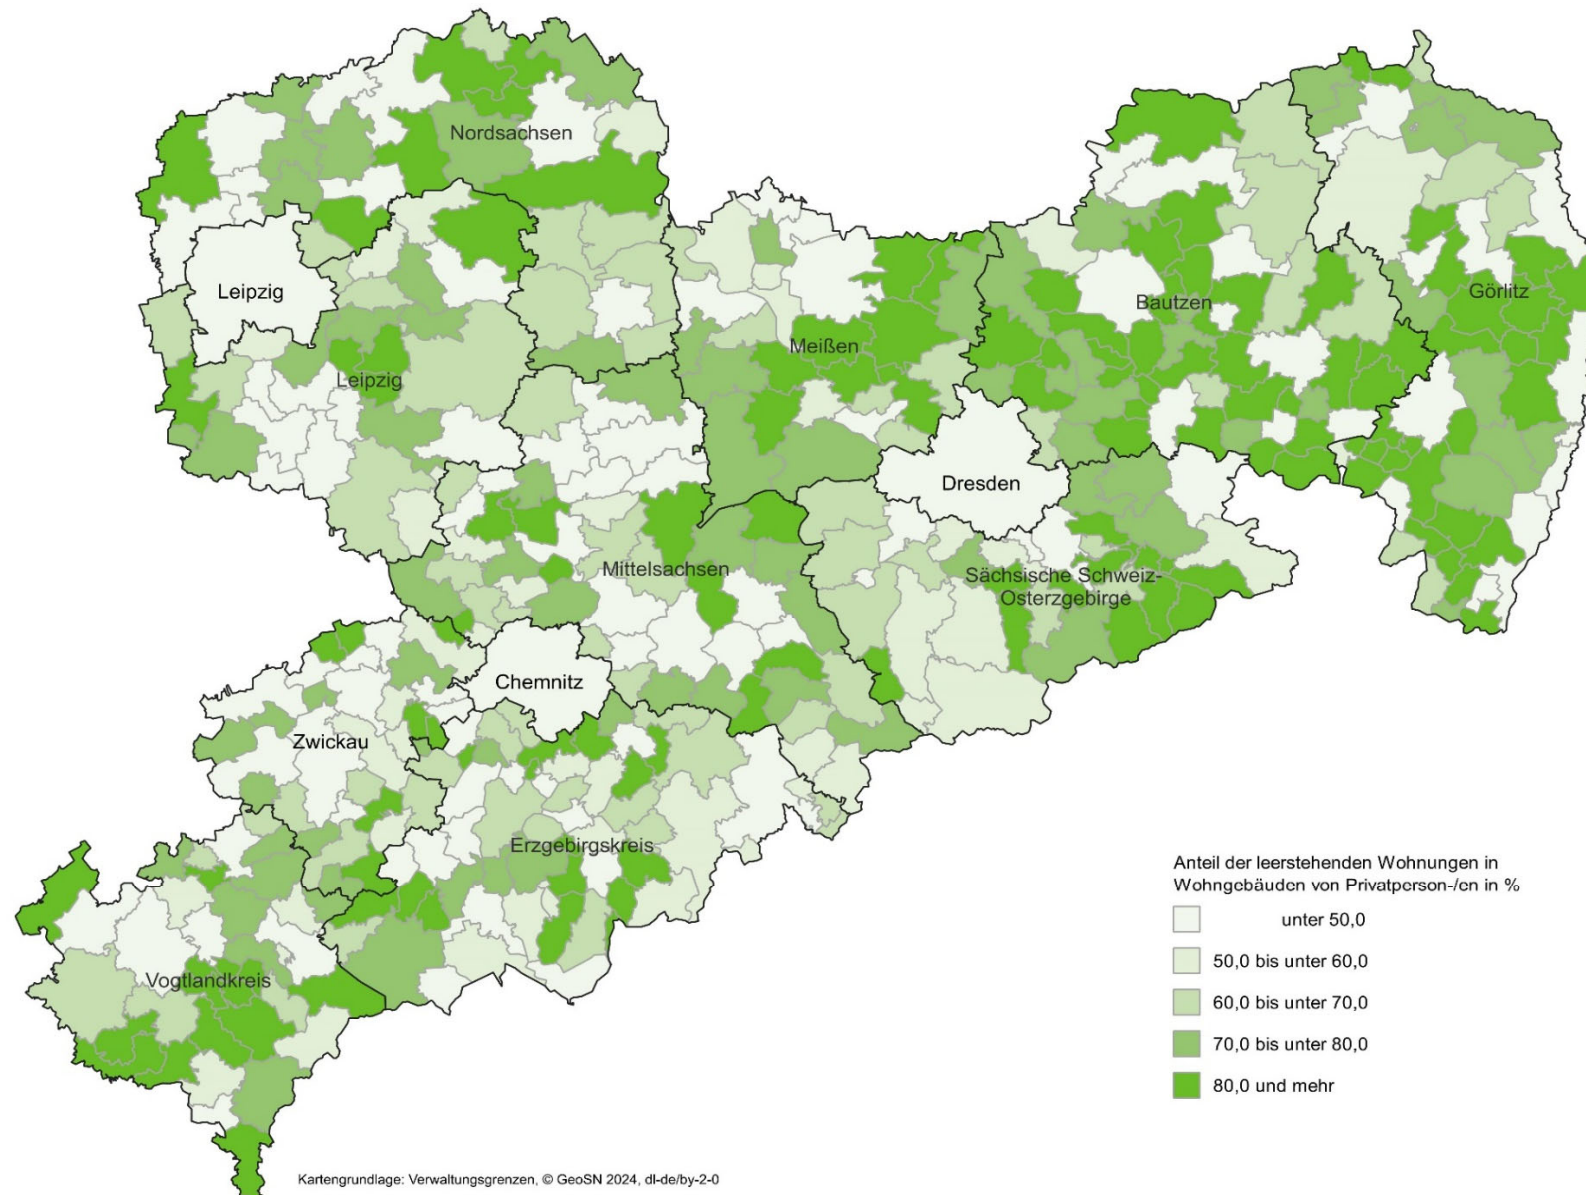 Nordsachsen
Leipzig
Bautzen
Görlitz
Meißen
Leipzig
Dresden
Mittelsachsen
Sächsische Schweiz-
Osterzgebirge
Chemnitz
Zwickau
Erzgebirgskreis
Vogtlandkreis
Anteil der leerstehenden Wohnungen in
Wohngebäuden von Privatperson-/en in %
unter 50,0
50,0 bis unter 60,0
60,0 bis unter 70,0
70,0 bis unter 80,0
80,0 und mehr
Kartengrundlage: Verwaltungsgrenzen, © GeoSN 2024, dl-de/by-2-0